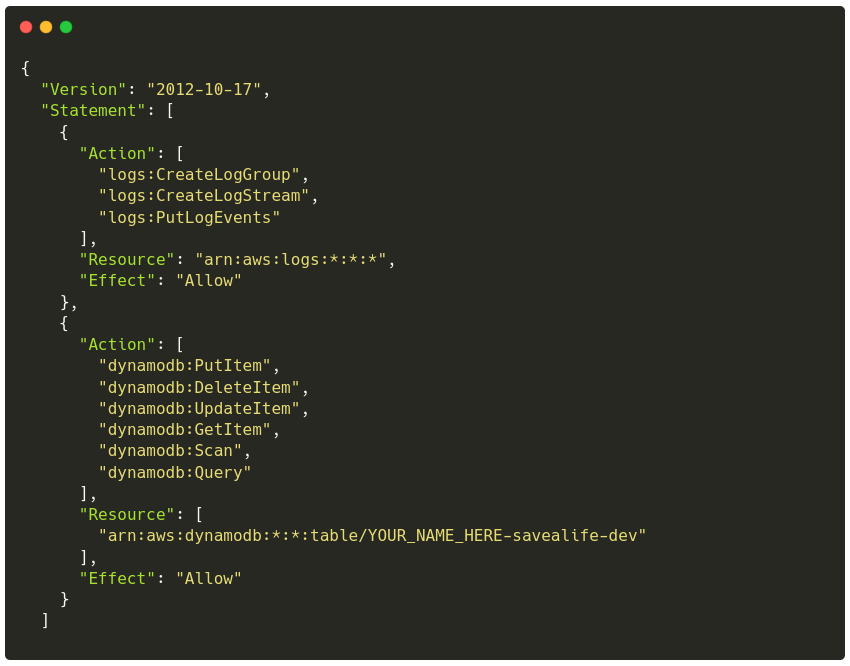 {
  "Version": "2012-10-17",
  "Statement": [
    {
      "Action": [
        "logs:CreateLogGroup",
        "logs:CreateLogStream",
        "logs:PutLogEvents"
      ],
      "Resource": "arn:aws:logs:*:*:*",
      "Effect": "Allow"
    },
    {
      "Action": [
        "dynamodb:PutItem",
        "dynamodb:DeleteItem",
        "dynamodb:UpdateItem",
        "dynamodb:GetItem",
        "dynamodb:Scan",
        "dynamodb:Query"
      ],
      "Resource": [
        "arn:aws:dynamodb:*:*:table/YOUR_NAME_HERE-savealife-dev"
      ],
      "Effect": "Allow"
    }
  ]